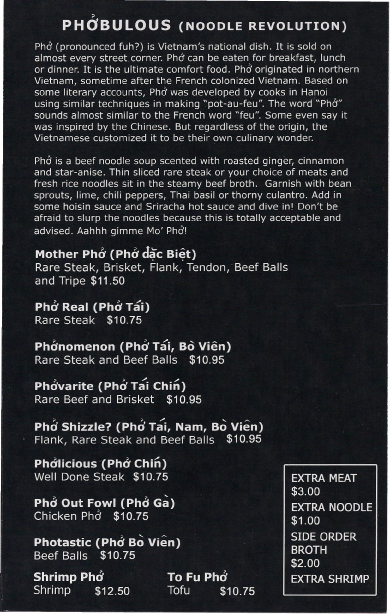 PHỞBULOUS (NOODLE REVOLUTION)
Phở (pronounced fuh?) is Vietnam's national dish. It is sold on
almost every street corner. Phở can be eaten for breakfast, lunch
or dinner. It is the ultimate comfort food. Phở originated in northern
Vietnam, sometime after the French colonized Vietnam. Based on
some literary accounts, Phở was developed by cooks in Hanoi
using similar techniques in making "pot-au-feu". The word "Phở"
sounds almost similar to the French word "feu". Some even say it
was inspired by the Chinese. But regardless of the origin, the
Vietnamese customized it to be their own culinary wonder.
Phở is a beef noodle soup scented with roasted ginger, cinnamon
and star-anise. Thin sliced rare steak or your choice of meats and
fresh rice noodles sit in the steamy beef broth. Garnish with bean
sprouts, lime, chili peppers, Thai basil or thorny culantro. Add in
some hoisin sauce and Sriracha hot sauce and dive in! Don't be
afraid to slurp the noodles because this is totally acceptable and
advised. Aahhh gimme Mo' Phở!
Mother Phở (Phở đặc Biệt)
Rare Steak, Brisket, Flank, Tendon, Beef Balls
and Tripe $11.50
Phở Real (Phở Tái)
Rare Steak $10.75
Phởnomenon (Phở Tái, Bò Viên)
Rare Steak and Beef Balls $10.95
Phởvarite (Phở Tái Chín)
Rare Beef and Brisket $10.95
Phở Shizzle? (Phở Tai, Nam, Bò Viên)
Flank, Rare Steak and Beef Balls $10.95
Phởlicious (Phở Chín)
Well Done Steak $10.75
Phở Out Fowl (Phở Gà)
Chicken Phở $10.75
Photastic (Phở Bò Viên)
Beef Balls $10.75
Shrimp Phở
Shrimp $12.50
To Fu Phở
Tofu $10.75
EXTRA MEAT
$3.00
EXTRA NOODLE
$1.00
SIDE ORDER
BROTH
$2.00
EXTRA SHRIMP